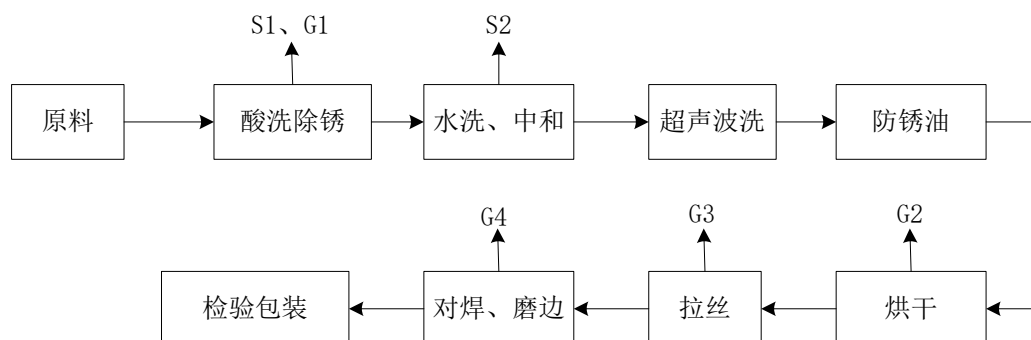 S1、G1
S2
原料
酸洗除锈
水洗、中和
超声波洗
防锈油
G4
G3
G2
检验包装
对焊、磨边
拉丝
烘干